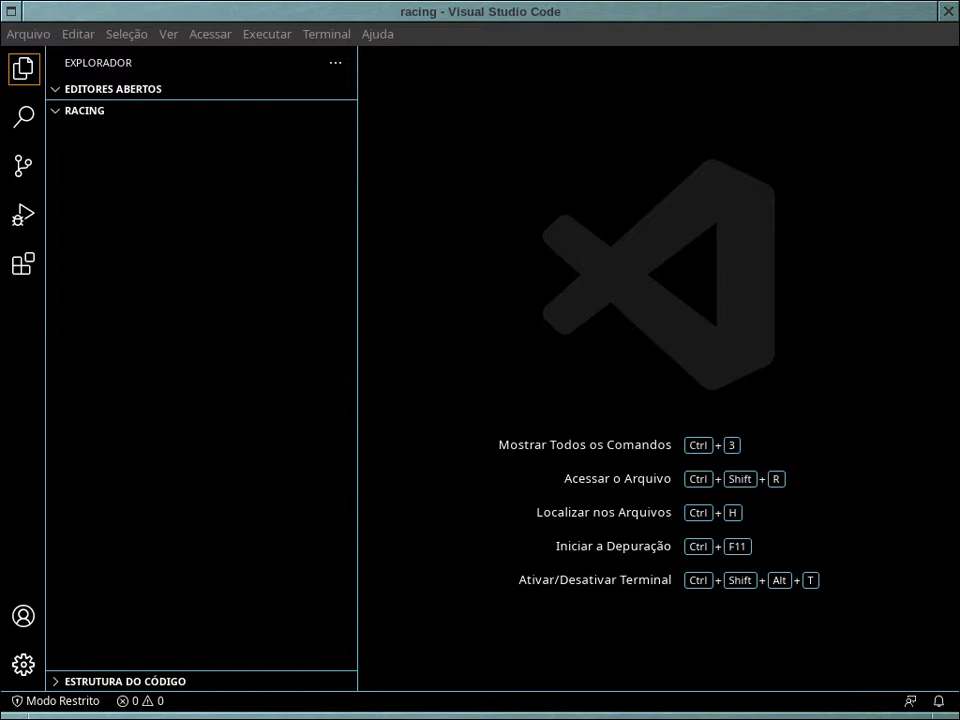 racing - Visual Studio Code
Arquivo Editar Seleção Ver Acessar Executar Terminal Ajuda
EXPLORADOR
EDITORES ABERTOS
RACING
Mostrar Todos os Comandos Ctrl + 3
Acessar o Arquivo Ctrl + Shift + R
Localizar nos Arquivos Ctrl + H
Iniciar a Depuração Ctrl + F11
Ativar/Desativar Terminal Ctrl + Shift + Alt + T
ESTRUTURA DO CÓDIGO
Modo Restrito 0 0